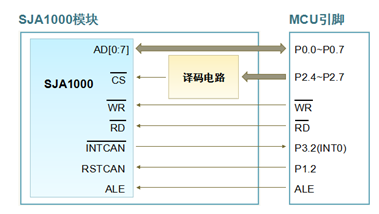 SJA1000模块 MCU引脚
AD[0:7] P0.0~P0.7
SJA1000 CS 译码电路 P2.4~P2.7
WR WR
RD RD
INTCAN P3.2(INT0)
RSTCAN P1.2
ALE ALE